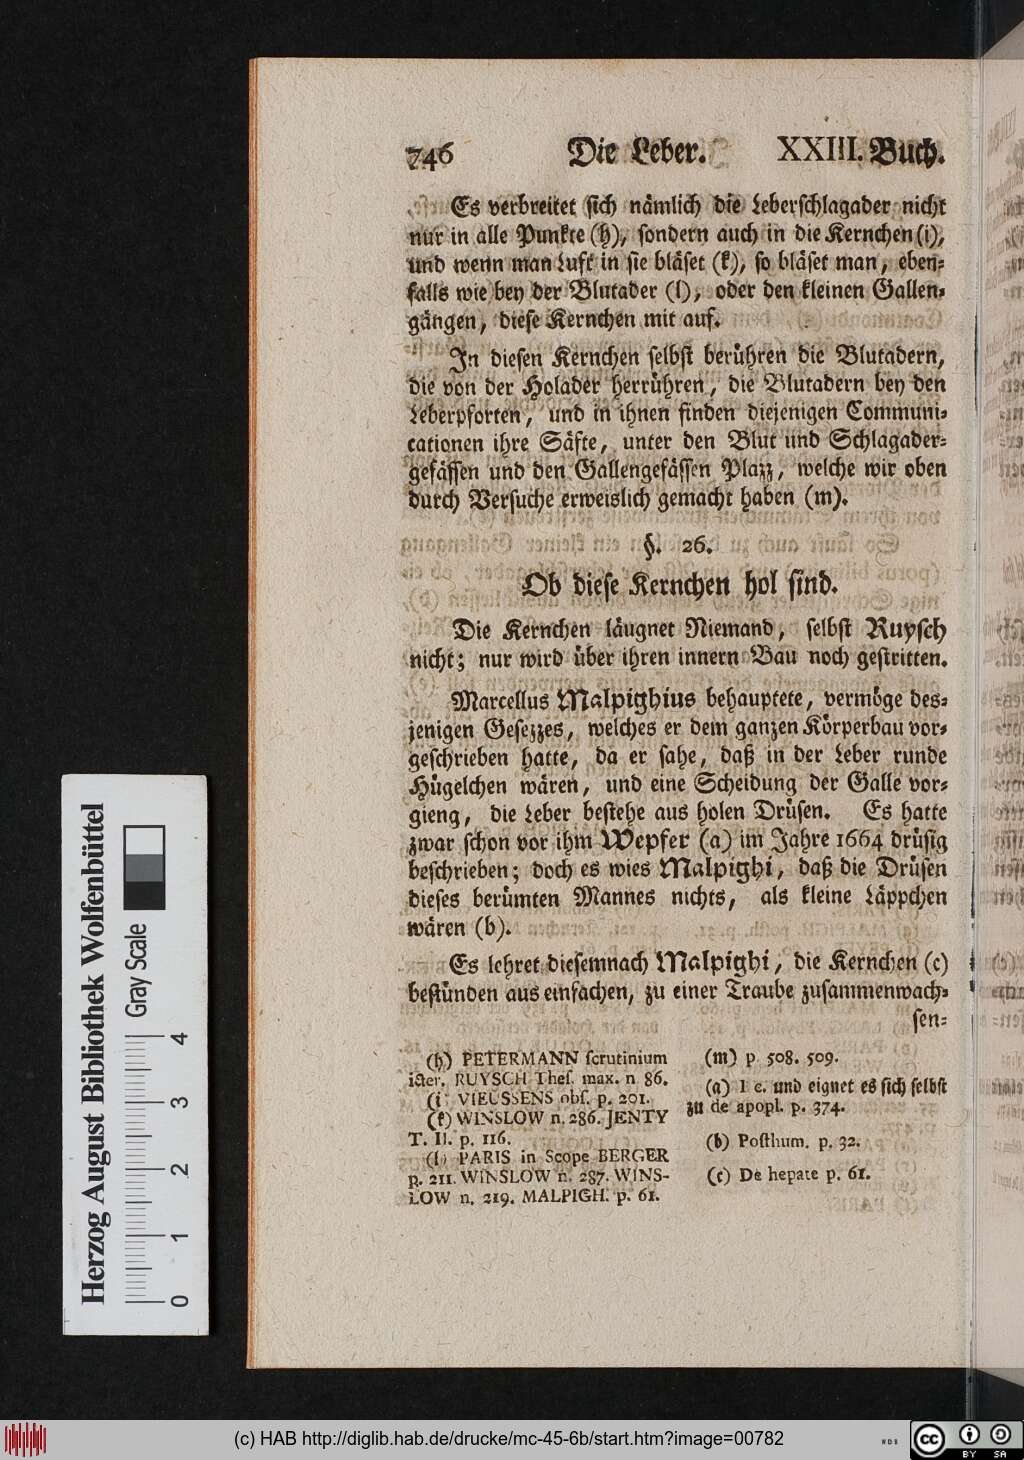 746 Die Leber. XXIII. Buch.
Es verbreitet sich nämlich die Leberschlagader nicht
nur in alle Punkte (h), sondern auch in die Kernchen (i),
und wenn man Luft in sie bläset (k), so bläset man, eben-
falls wie bey der Blutader (l), oder den kleinen Gallen-
gängen, diese Kernchen mit auf.
In diesen Kernchen selbst berühren die Blutadern,
die von der Holader herrühren, die Blutadern bey den
Leberpforten, und in ihnen finden diejenigen Communi-
cationen ihre Säfte, unter den Blut und Schlagader-
gefässen und den Gallengefässen Plazz, welche wir oben
durch Versuche erweislich gemacht haben (m).
§. 26.
Ob diese Kernchen hol sind.
Die Kernchen läugnet Niemand, selbst Ruysch
nicht; nur wird über ihren innern Bau noch gestritten.
Marcellus Malpighius behauptete, vermöge des-
jenigen Gesezzes, welches er dem ganzen Körperbau vor-
geschrieben hatte, da er sahe, daß in der Leber runde
Hügelchen wären, und eine Scheidung der Galle vor-
gieng, die Leber bestehe aus holen Drüsen. Es hatte
zwar schon vor ihm Wepfer (a) im Jahre 1664 drüsig
beschrieben; doch es wies Malpighi, daß die Drüsen
dieses berümten Mannes nichts, als kleine Läppchen
wären (b).
Es lehret diesemnach Malpighi, die Kernchen (c)
bestünden aus einfachen, zu einer Traube zusammenwach-
sen-
(h) PETERMANN scrutinium
icter. RUYSCH Thes. max. n 86.
(i) VIEUSSENS obs. p. 201.
(k) WINSLOW n. 286. JENTY
T. II. p. 116.
(l) PARIS in Scope BERGER
p. 211. WINSLOW n. 287. WINS-
LOW n. 219. MALPIGH. p. 61.
(m) p. 508. 509.
(a) l c. und eignet es sich selbst
zu de apopl. p. 374.
(b) Posthum. p. 32.
(c) De hepate p. 61.
Herzog August Bibliothek Wolfenbüttel
Gray Scale
0 1 2 3 4
(c) HAB http://diglib.hab.de/drucke/mc-45-6b/start.htm?image=00782
cc BY SA